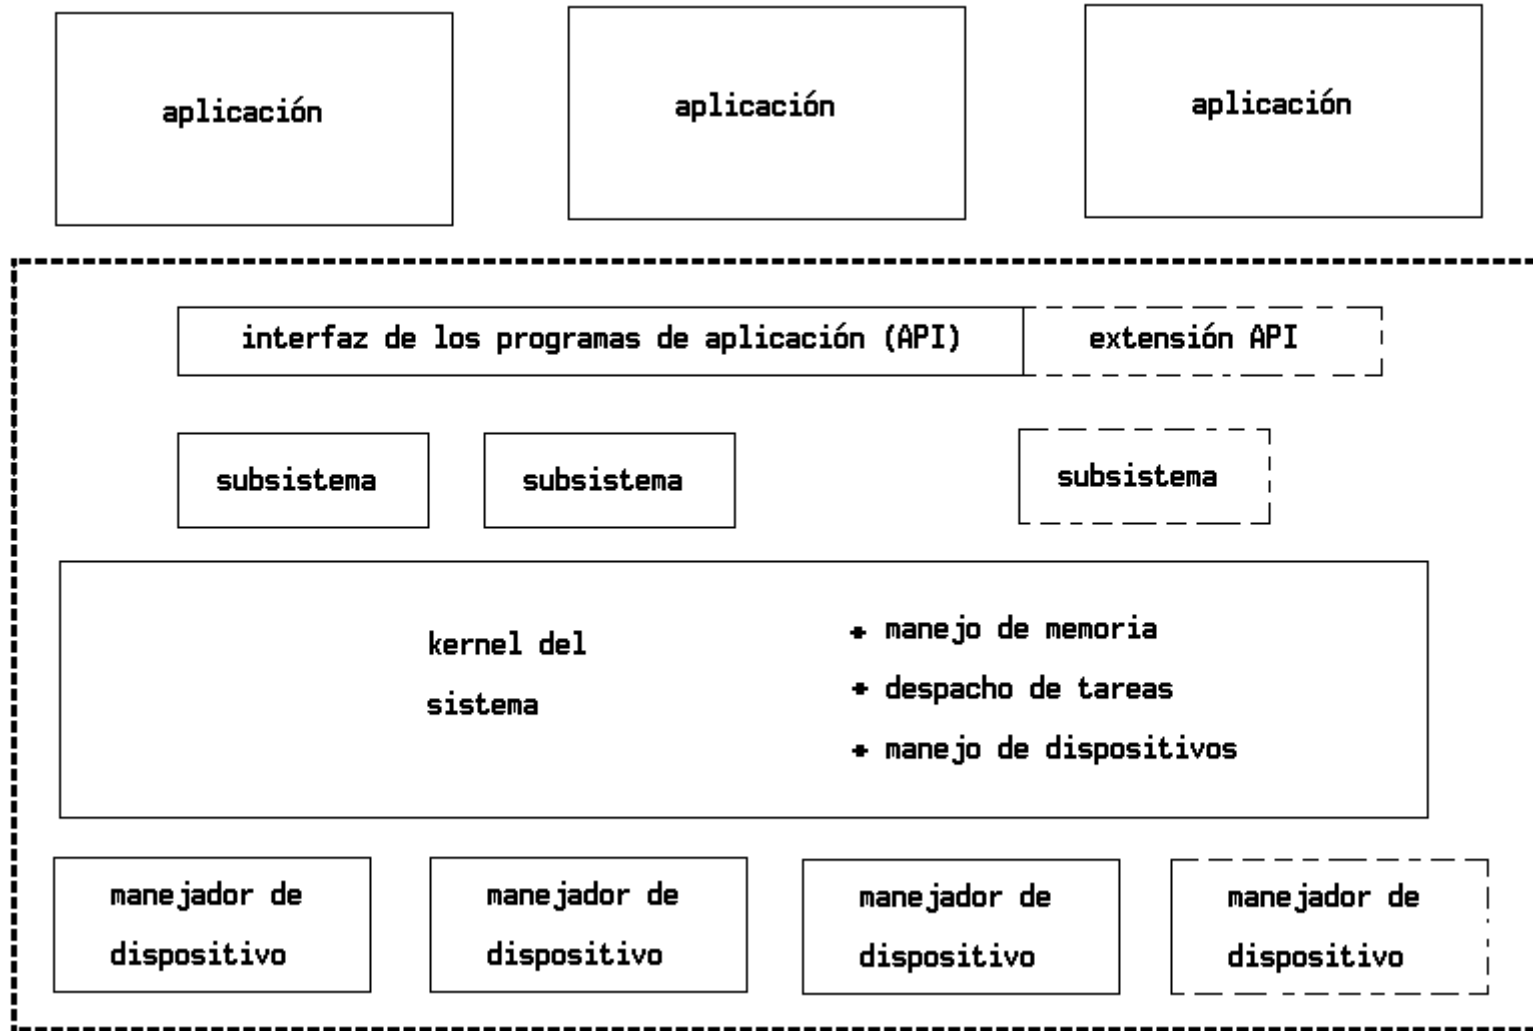 aplicación
aplicación
aplicación
interfaz de los programas de aplicación (API)
extensión API
subsistema
subsistema
subsistema
kernel del
sistema
* manejo de memoria
* despacho de tareas
* manejo de dispositivos
manejador de
dispositivo
manejador de
dispositivo
manejador de
dispositivo
manejador de
dispositivo